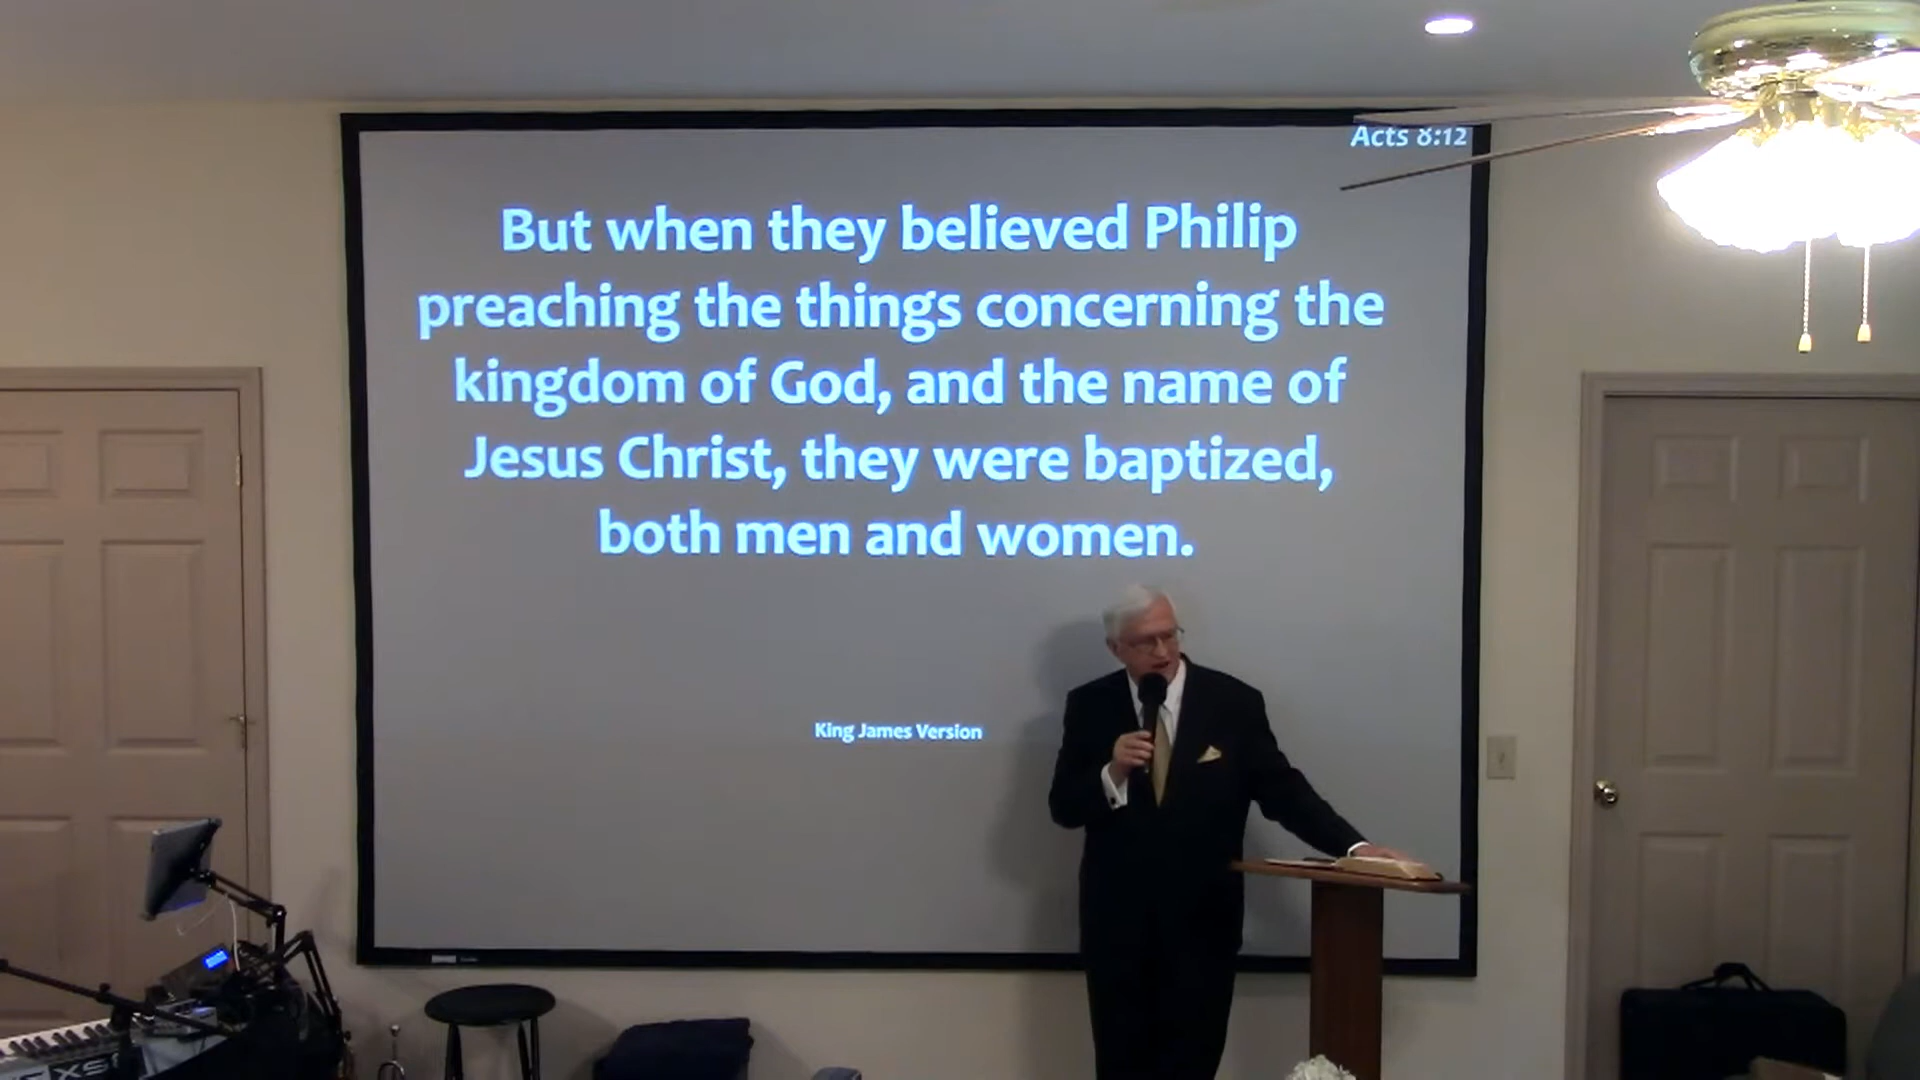 Acts 8:12
But when they believed Philip
preaching the things concerning the
kingdom of God, and the name of
Jesus Christ, they were baptized,
both men and women.
King James Version